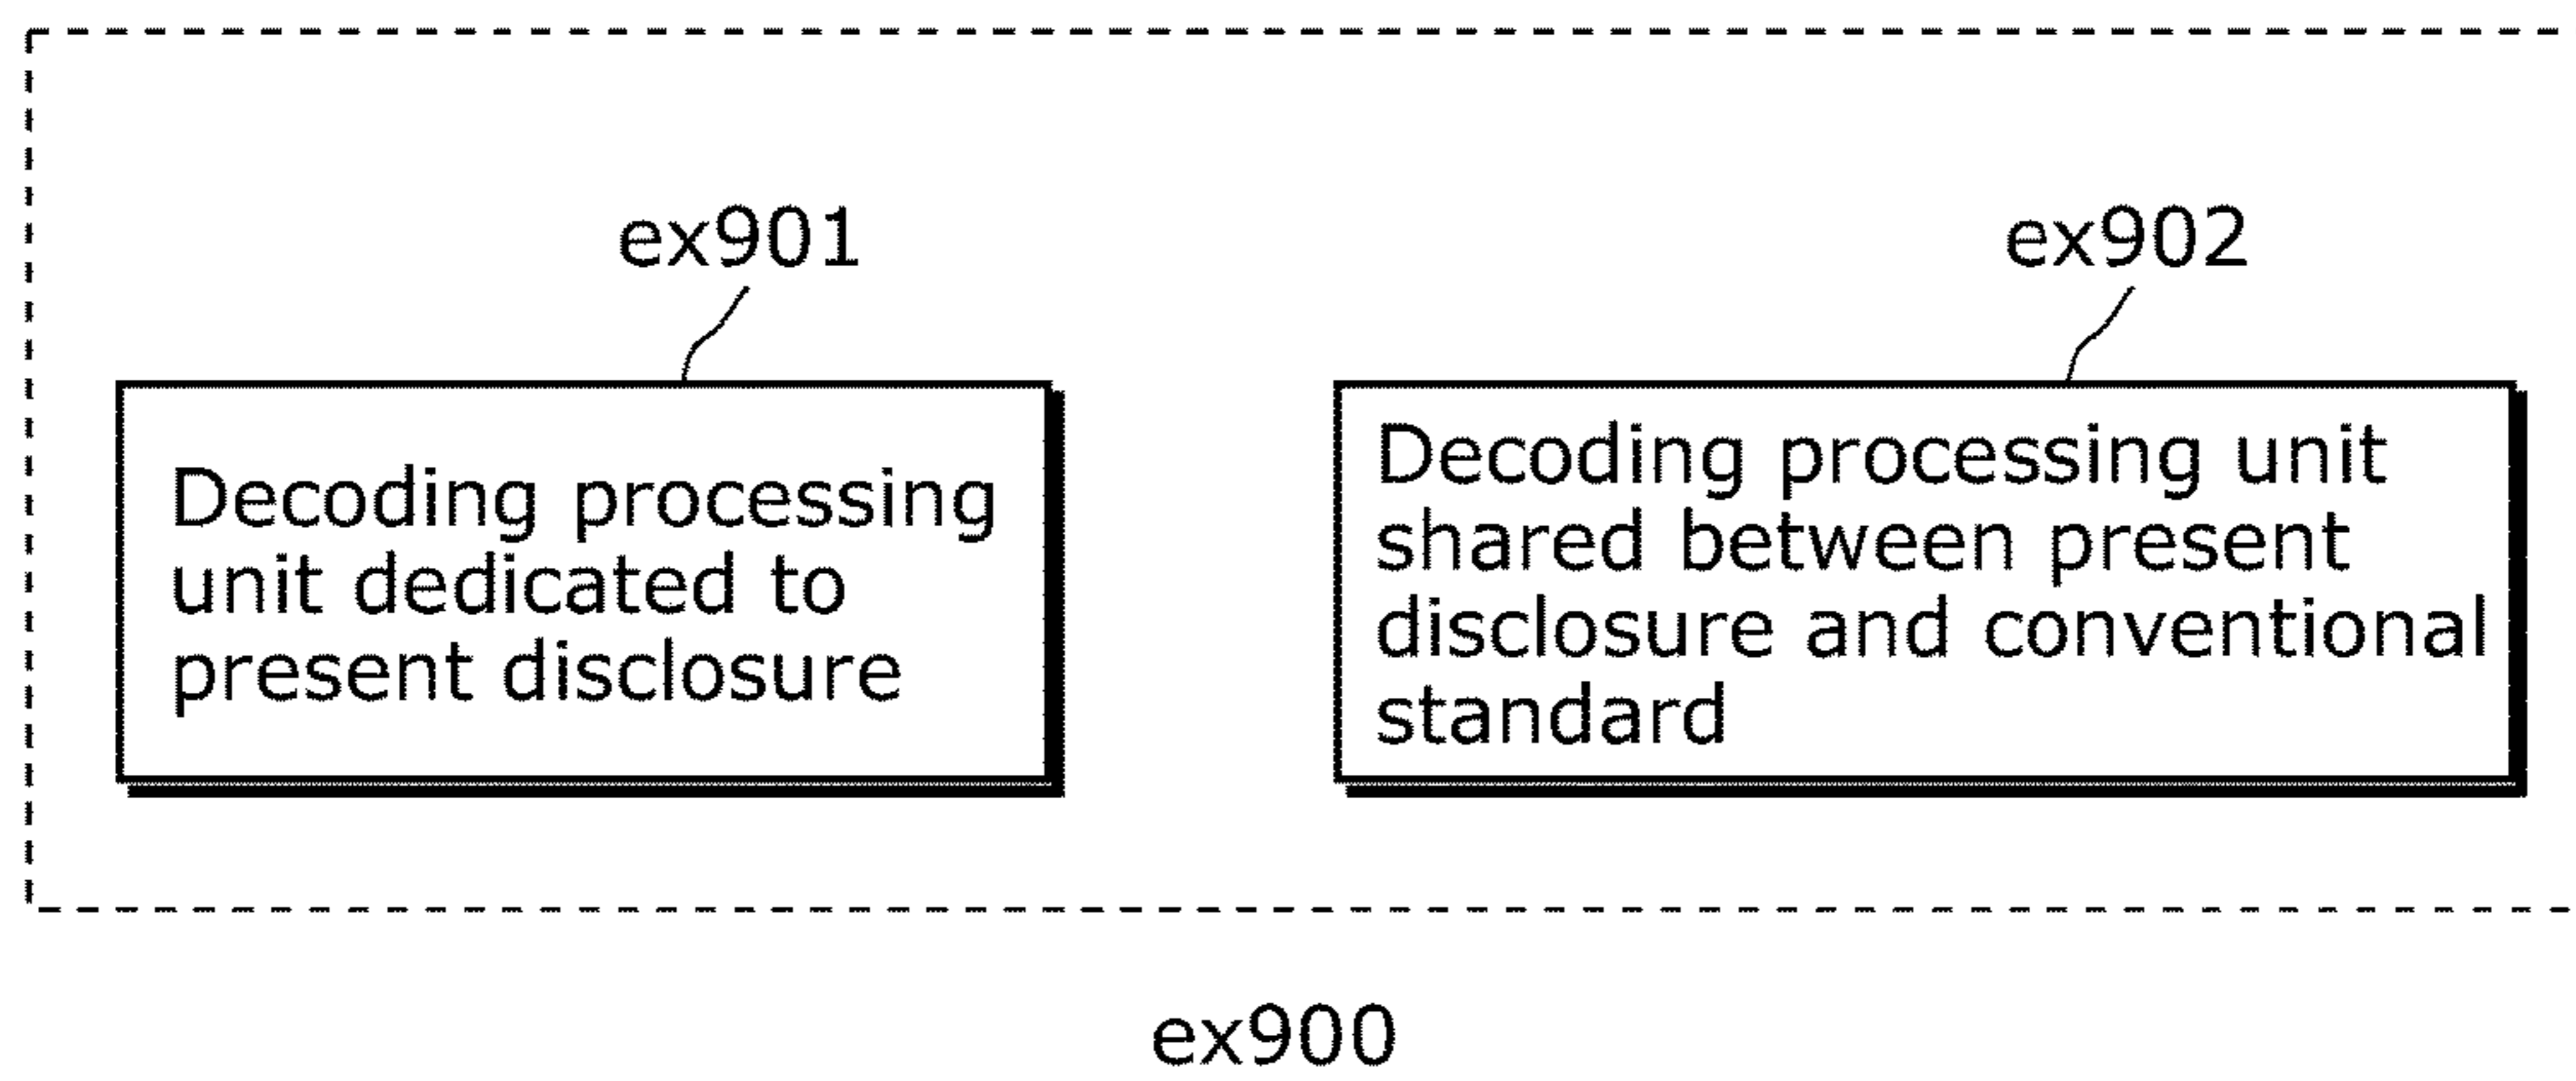 ex901
ex902
Decoding processing
unit dedicated to
present disclosure
Decoding processing unit
shared between present
disclosure and conventional
standard
ex900